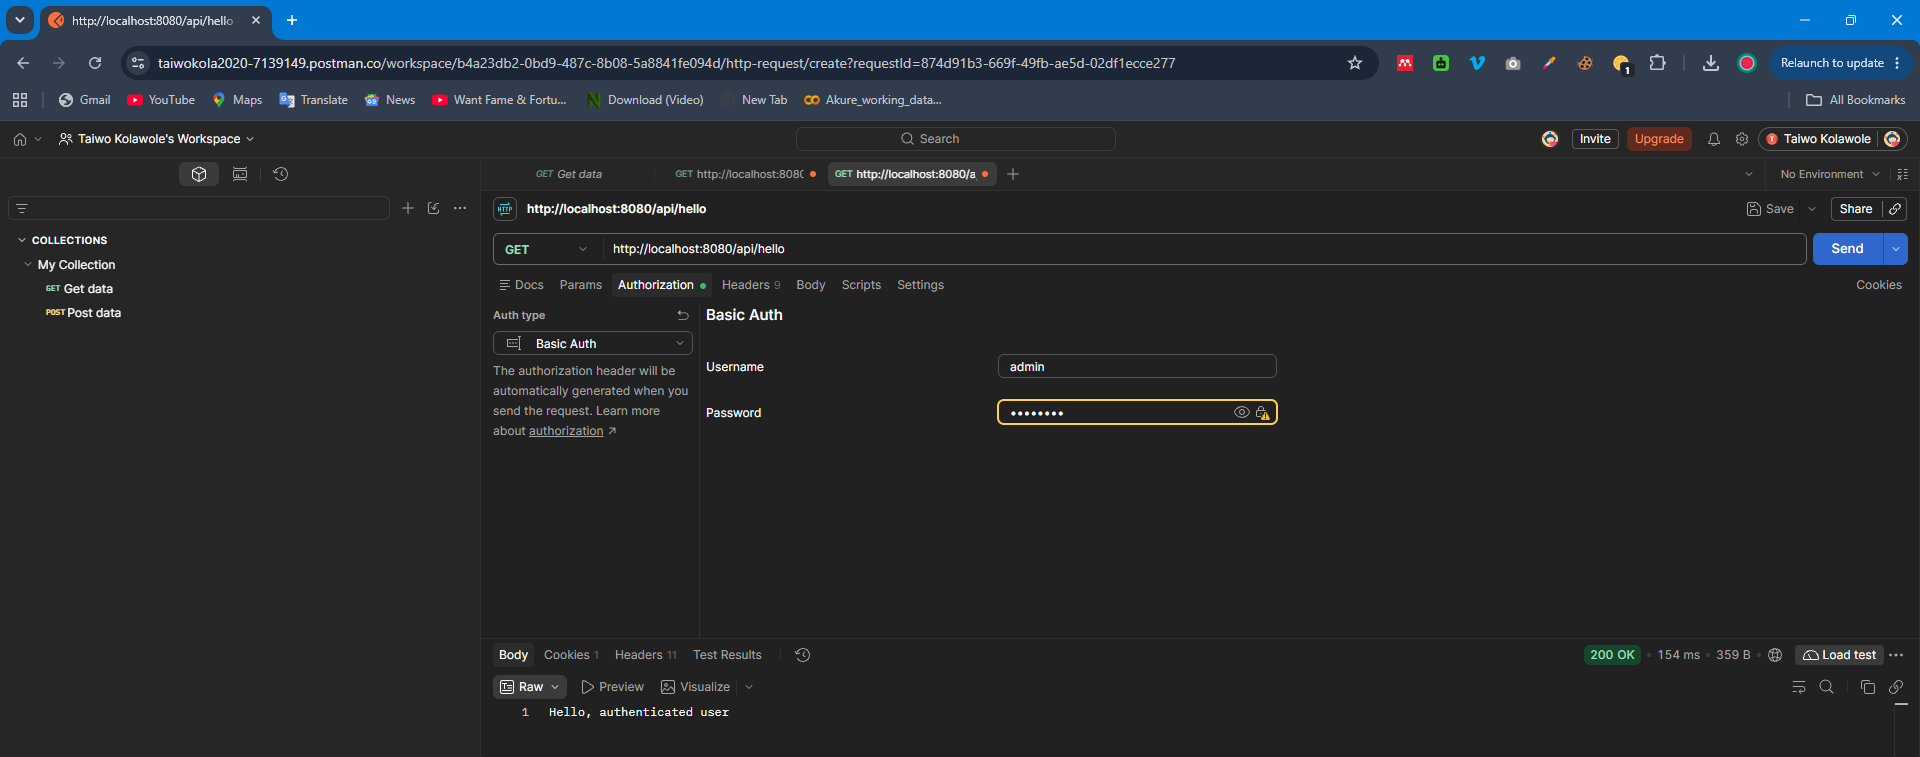 http://localhost:8080/api/hello
taiwokola2020-7139149.postman.co/workspace/b4a23db2-0bd9-487c-8b08-5a8841fe094d/http-request/create?requestId=874d91b3-669f-49fb-ae5d-02df1ecce277
1
Relaunch to update
Gmail YouTube Maps Translate News Want Fame & Fortu... Download (Video) New Tab Akure_working_data... All Bookmarks
Taiwo Kolawole's Workspace Search Invite Upgrade T Taiwo Kolawole
GET Get data GET http://localhost:8080 GET http://localhost:8080/a No Environment
HTTP http://localhost:8080/api/hello Save Share
COLLECTIONS
My Collection
GET Get data
POST Post data
GET http://localhost:8080/api/hello Send
Docs Params Authorization Headers 9 Body Scripts Settings Cookies
Auth type
Basic Auth
The authorization header will be
automatically generated when you
send the request. Learn more
about authorization
Basic Auth
Username admin
Password ••••••••
Body Cookies 1 Headers 11 Test Results 200 OK 154 ms 359 B Load test
Raw Preview Visualize
1 Hello, authenticated user